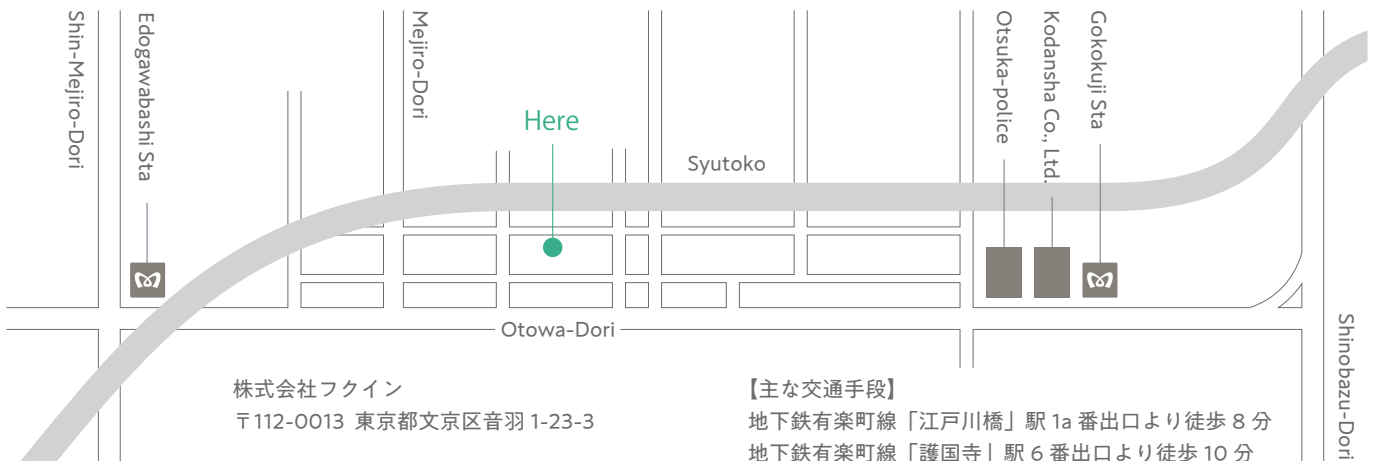 Shin-Mejiro-Dori
Edogawabashi Sta
Mejiro-Dori
Here
Syutoko
Otsuka-police
Kodansha Co., Ltd.
Gokokuji Sta
Otowa-Dori
Shinobazu-Dori
株式会社フクイン
〒112-0013 東京都文京区音羽 1-23-3
【主な交通手段】
地下鉄有楽町線「江戸川橋」駅 1a 番出口より徒歩 8 分
地下鉄有楽町線「護国寺」駅 6 番出口より徒歩 10 分